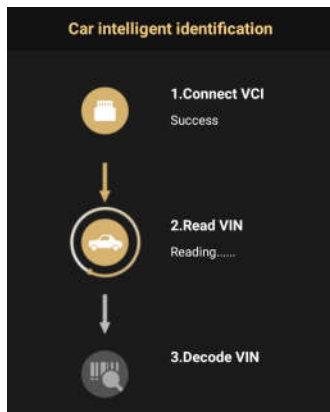 Car intelligent identification
1.Connect VCI
Success
2.Read VIN
Reading......
3.Decode VIN